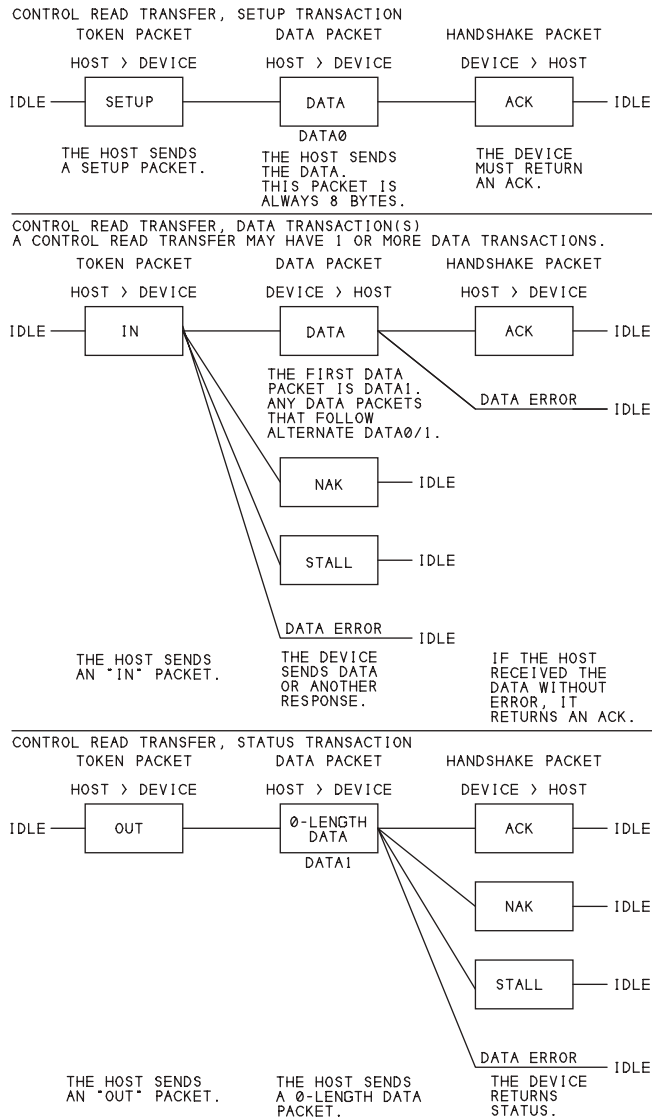 CONTROL READ TRANSFER, SETUP TRANSACTION
TOKEN PACKET DATA PACKET HANDSHAKE PACKET
HOST > DEVICE HOST > DEVICE DEVICE > HOST
IDLE SETUP DATA ACK IDLE
DATA0
THE HOST SENDS
A SETUP PACKET.
THE HOST SENDS
THE DATA.
THIS PACKET IS
ALWAYS 8 BYTES.
THE DEVICE
MUST RETURN
AN ACK.
CONTROL READ TRANSFER, DATA TRANSACTION(S)
A CONTROL READ TRANSFER MAY HAVE 1 OR MORE DATA TRANSACTIONS.
TOKEN PACKET DATA PACKET HANDSHAKE PACKET
HOST > DEVICE DEVICE > HOST HOST > DEVICE
IDLE IN DATA ACK IDLE
THE FIRST DATA
PACKET IS DATA1.
ANY DATA PACKETS
THAT FOLLOW
ALTERNATE DATA0/1.
DATA ERROR IDLE
NAK IDLE
STALL IDLE
DATA ERROR IDLE
THE HOST SENDS
AN "IN" PACKET.
THE DEVICE
SENDS DATA
OR ANOTHER
RESPONSE.
IF THE HOST
RECEIVED THE
DATA WITHOUT
ERROR, IT
RETURNS AN ACK.
CONTROL READ TRANSFER, STATUS TRANSACTION
TOKEN PACKET DATA PACKET HANDSHAKE PACKET
HOST > DEVICE HOST > DEVICE DEVICE > HOST
IDLE OUT 0-LENGTH
DATA ACK IDLE
DATA1
NAK IDLE
STALL IDLE
DATA ERROR IDLE
THE HOST SENDS
AN "OUT" PACKET.
THE HOST SENDS
A 0-LENGTH DATA
PACKET.
THE DEVICE
RETURNS
STATUS.